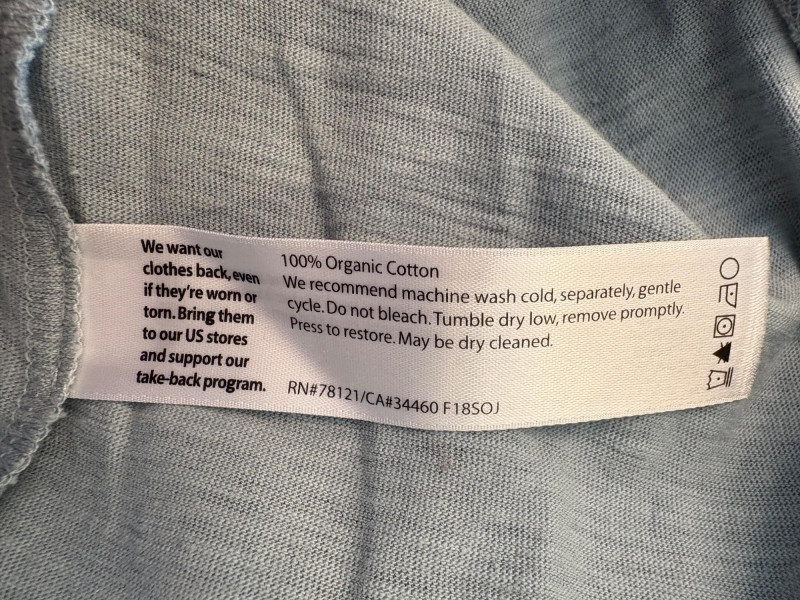 We want our
clothes back, even
if they're worn or
torn. Bring them
to our US stores
and support our
take-back program.
100% Organic Cotton
We recommend machine wash cold, separately, gentle
cycle. Do not bleach. Tumble dry low, remove promptly.
Press to restore. May be dry cleaned.
RN#78121/CA#34460 F18SOJ